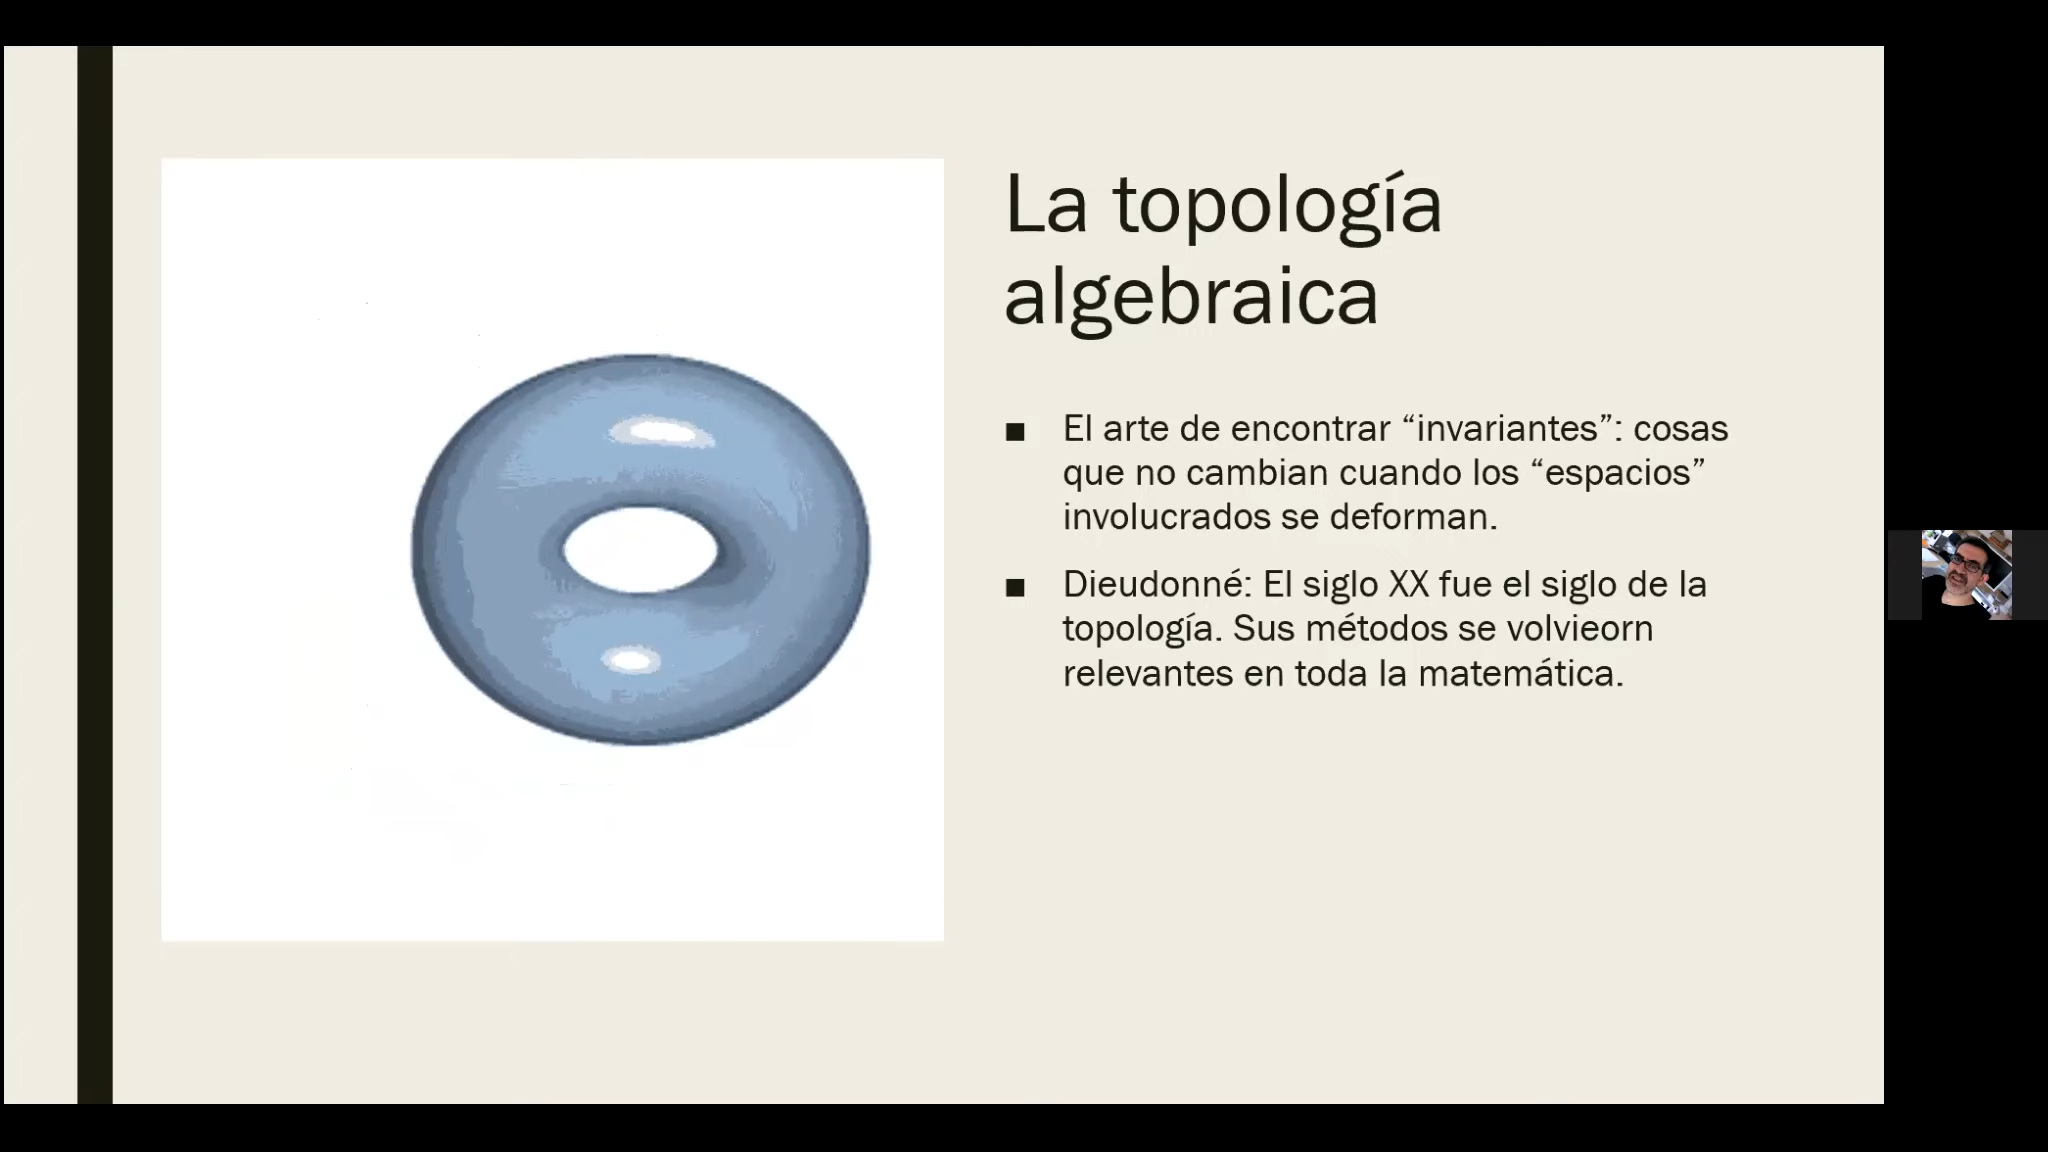 La topología
algebraica
▪ El arte de encontrar “invariantes”: cosas
que no cambian cuando los “espacios”
involucrados se deforman.
▪ Dieudonné: El siglo XX fue el siglo de la
topología. Sus métodos se volvieorn
relevantes en toda la matemática.